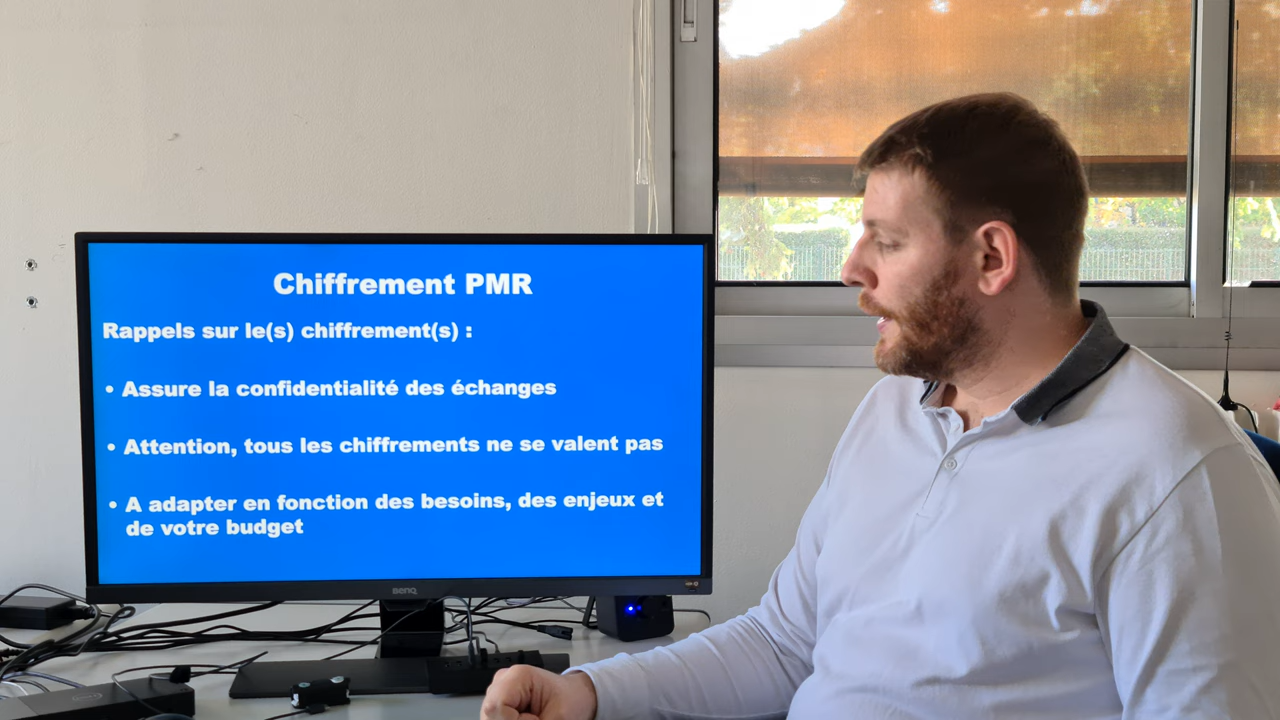 Chiffrement PMR
Rappels sur le(s) chiffrement(s) :
• Assure la confidentialité des échanges
• Attention, tous les chiffrements ne se valent pas
• A adapter en fonction des besoins, des enjeux et
de votre budget
BenQ